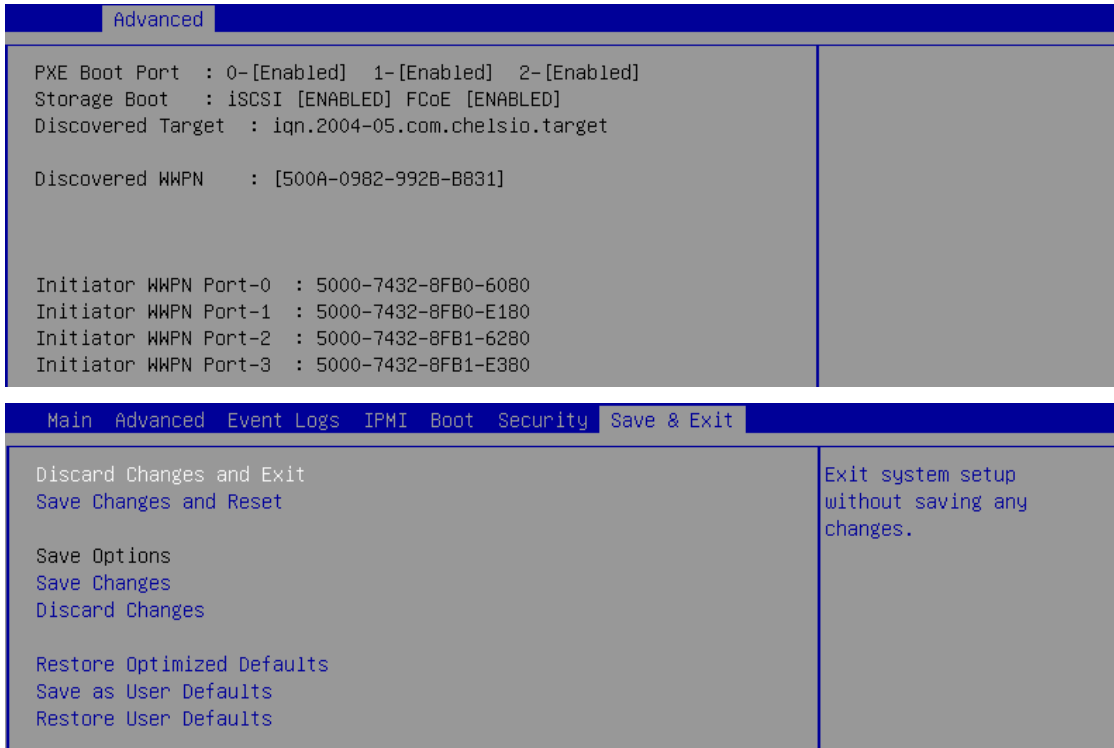 Advanced
PXE Boot Port : 0-[Enabled] 1-[Enabled] 2-[Enabled]
Storage Boot : iSCSI [ENABLED] FCoE [ENABLED]
Discovered Target : iqn.2004-05.com.chelsio.target
Discovered WWPN : [500A-0982-992B-B831]
Initiator WWPN Port-0 : 5000-7432-8FB0-6080
Initiator WWPN Port-1 : 5000-7432-8FB0-E180
Initiator WWPN Port-2 : 5000-7432-8FB1-6280
Initiator WWPN Port-3 : 5000-7432-8FB1-E380
Main Advanced Event Logs IPMI Boot Security Save & Exit
Discard Changes and Exit
Save Changes and Reset
Save Options
Save Changes
Discard Changes
Restore Optimized Defaults
Save as User Defaults
Restore User Defaults
Exit system setup
without saving any
changes.